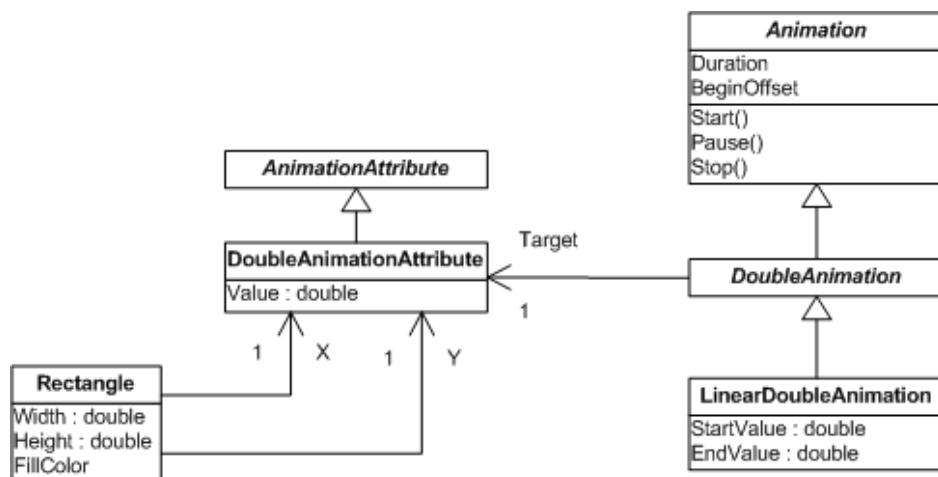 Animation
Duration
BeginOffset
Start()
Pause()
Stop()
AnimationAttribute
DoubleAnimationAttribute
Value : double
Target
1
DoubleAnimation
1
X
1
Y
Rectangle
Width : double
Height : double
FillColor
LinearDoubleAnimation
StartValue : double
EndValue : double